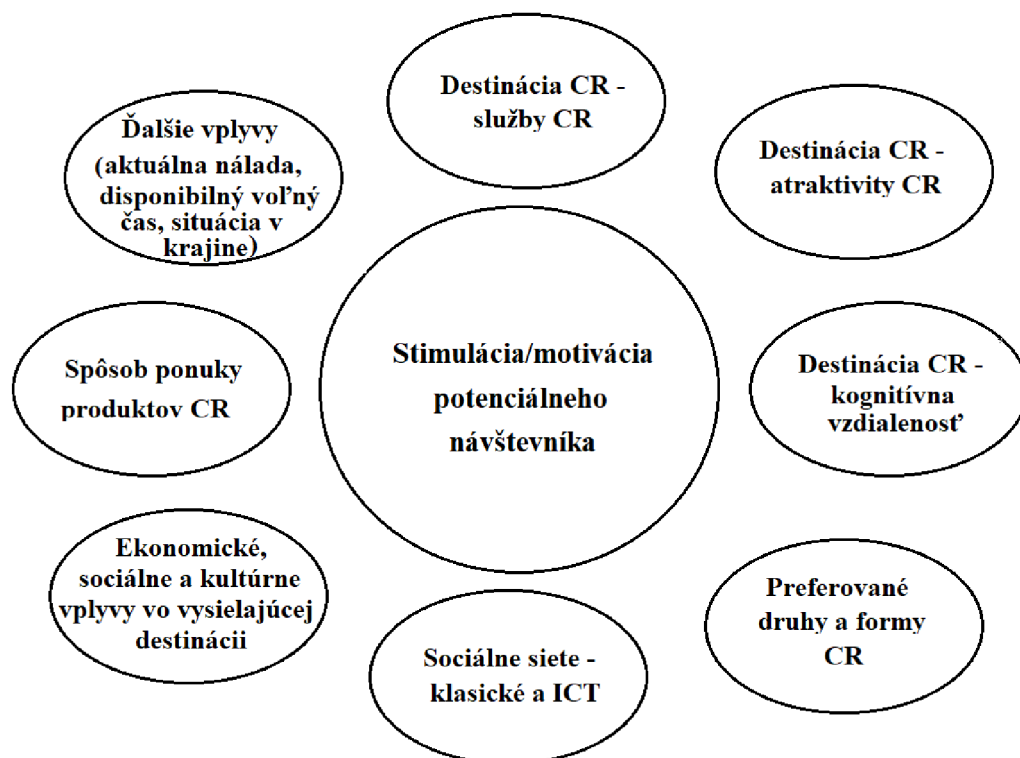 Destinácia CR -
služby CR
Ďalšie vplyvy
(aktuálna nálada,
disponibilný voľný
čas, situácia v
krajine)
Destinácia CR -
atraktivity CR
Stimulácia/motivácia
potenciálneho
návštevníka
Spôsob ponuky
produktov CR
Destinácia CR -
kognitívna
vzdialenosť
Ekonomické,
sociálne a kultúrne
vplyvy vo vysielajúcej
destinácii
Sociálne siete -
klasické a ICT
Preferované
druhy a formy
CR